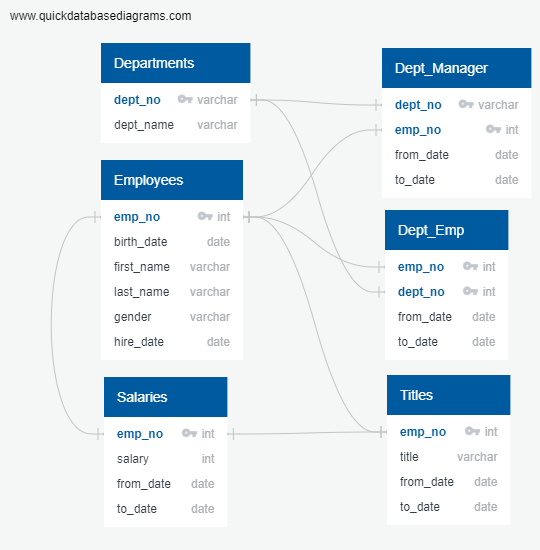 www.quickdatabasediagrams.com
Departments
dept_no varchar
dept_name varchar
Dept_Manager
dept_no varchar
emp_no int
from_date date
to_date date
Employees
emp_no int
birth_date date
first_name varchar
last_name varchar
gender varchar
hire_date date
Dept_Emp
emp_no int
dept_no int
from_date date
to_date date
Salaries
emp_no int
salary int
from_date date
to_date date
Titles
emp_no int
title varchar
from_date date
to_date date